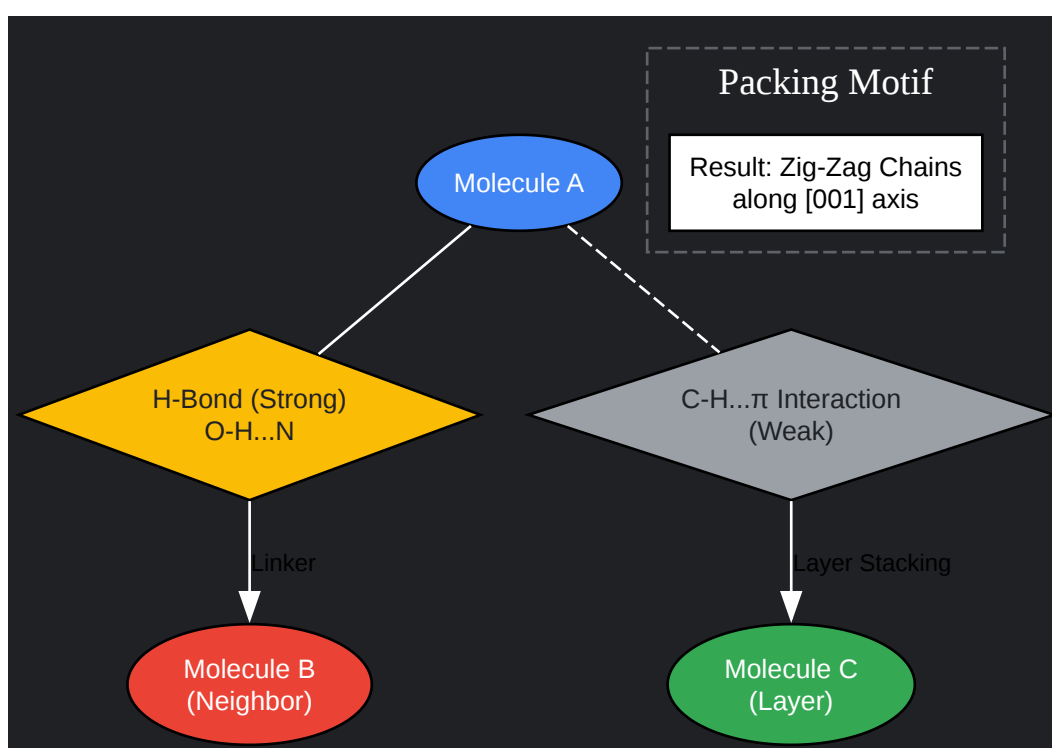 Packing Motif
Result: Zig-Zag Chains
along [001] axis
Molecule A
H-Bond (Strong)
O-H...N
C-H...π Interaction
(Weak)
Linker
Layer Stacking
Molecule B
(Neighbor)
Molecule C
(Layer)